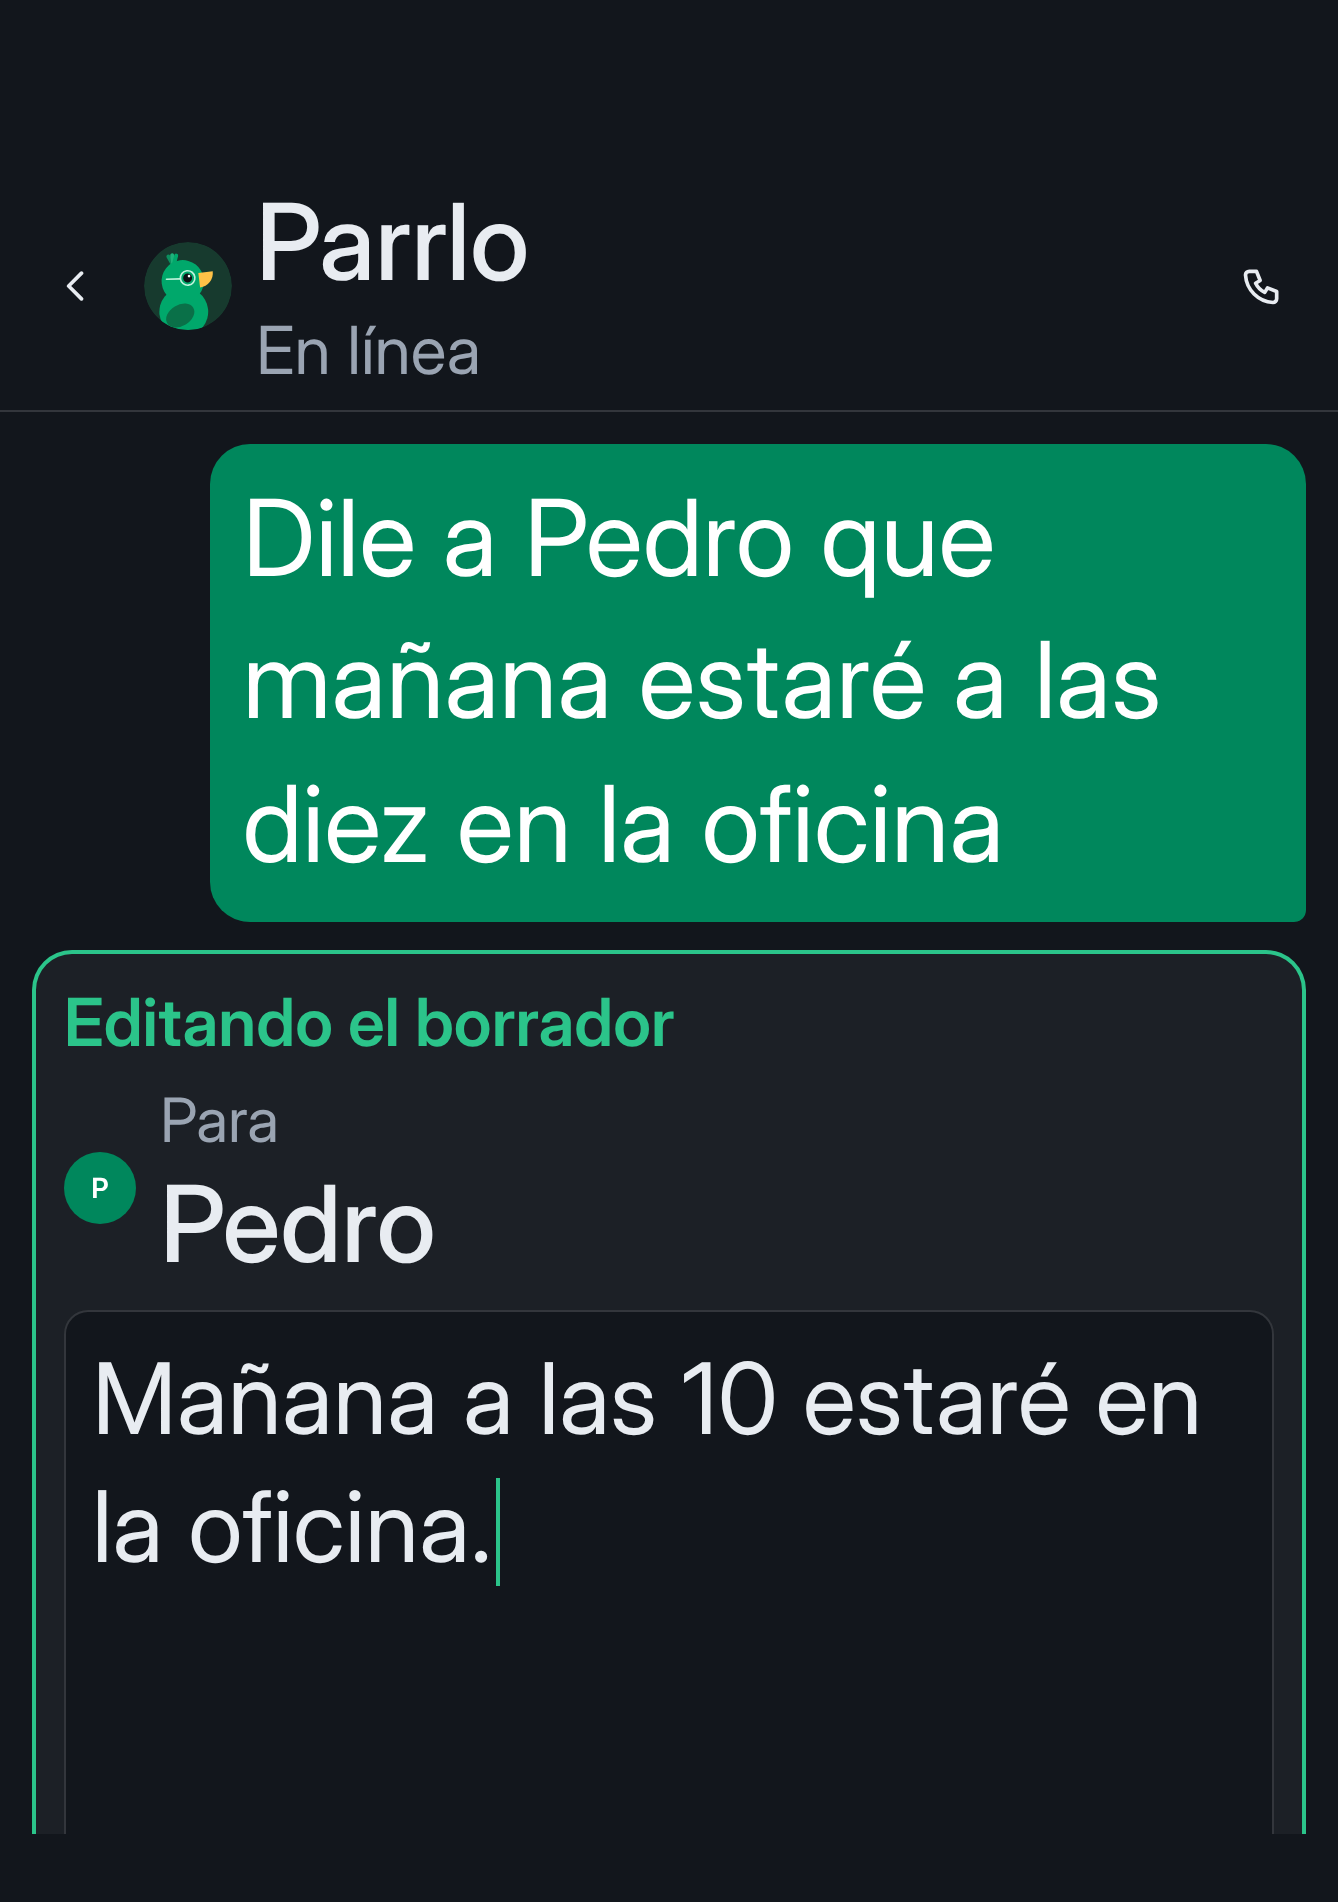 Parrlo
En línea
Dile a Pedro que
mañana estaré a las
diez en la oficina
Editando el borrador
Para
P
Pedro
Mañana a las 10 estaré en
la oficina.